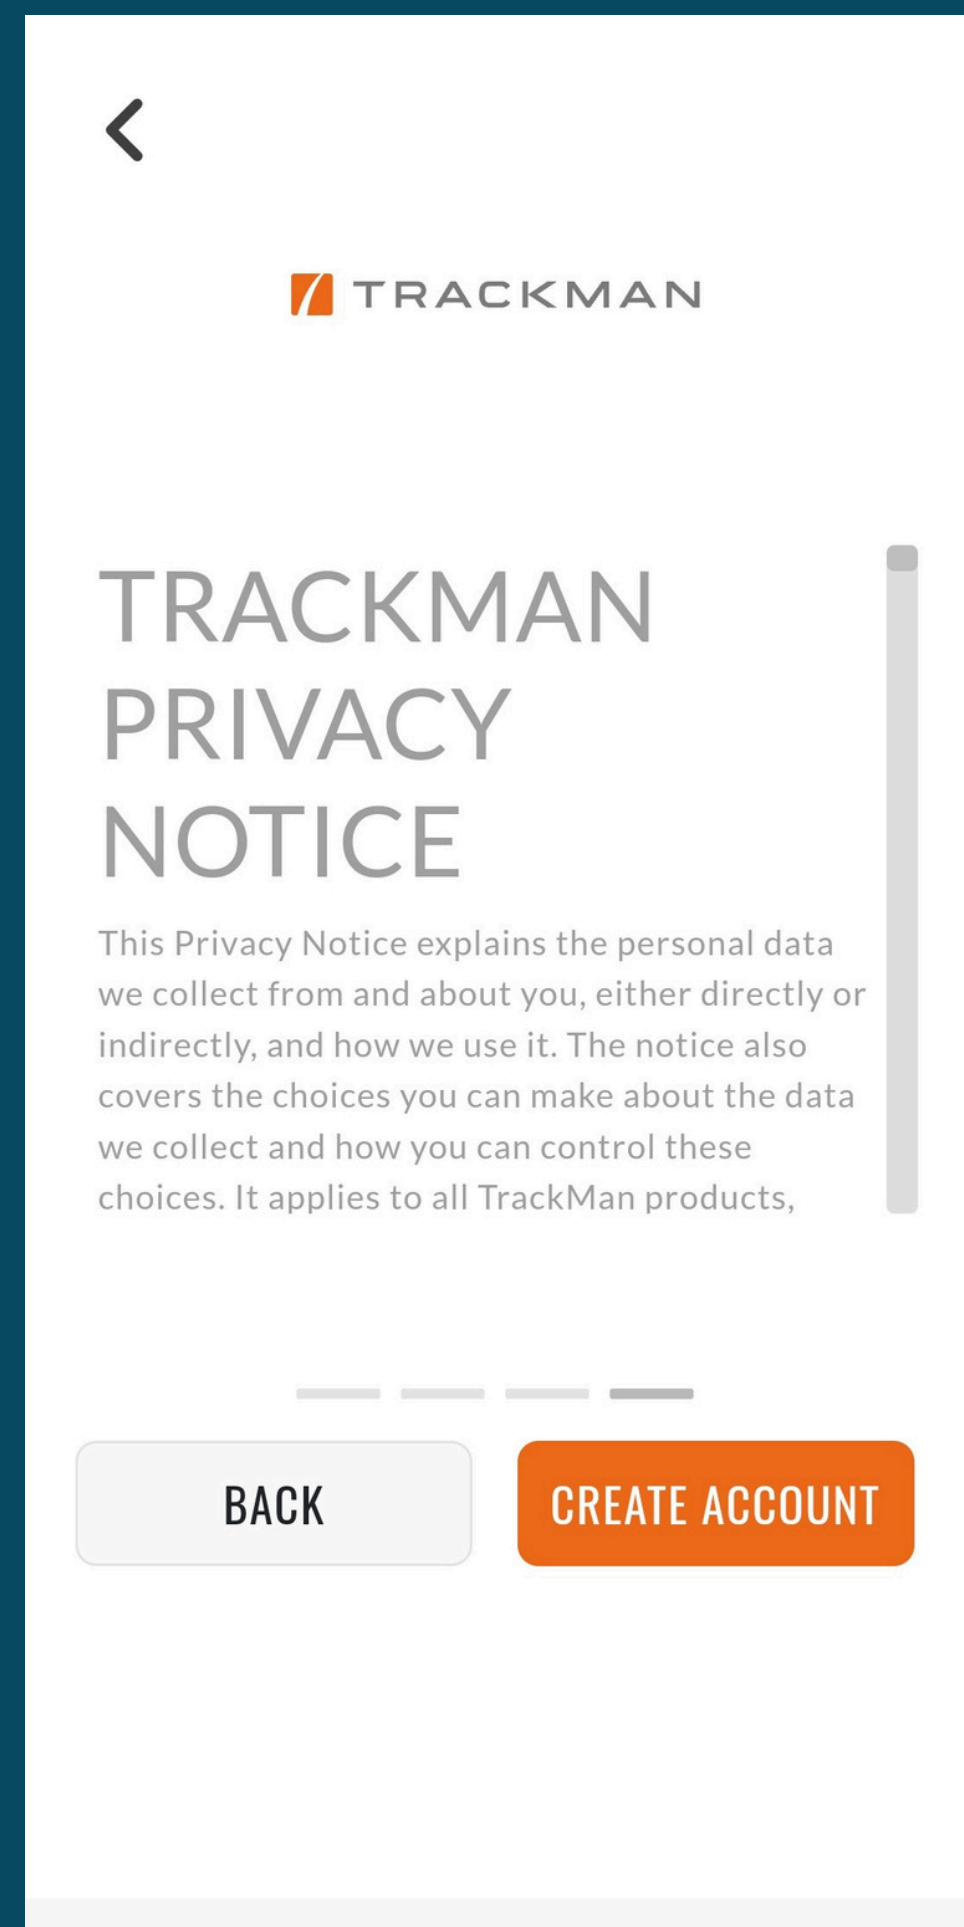 TRACKMAN
TRACKMAN
PRIVACY
NOTICE
This Privacy Notice explains the personal data
we collect from and about you, either directly or
indirectly, and how we use it. The notice also
covers the choices you can make about the data
we collect and how you can control these
choices. It applies to all TrackMan products,
BACK
CREATE ACCOUNT